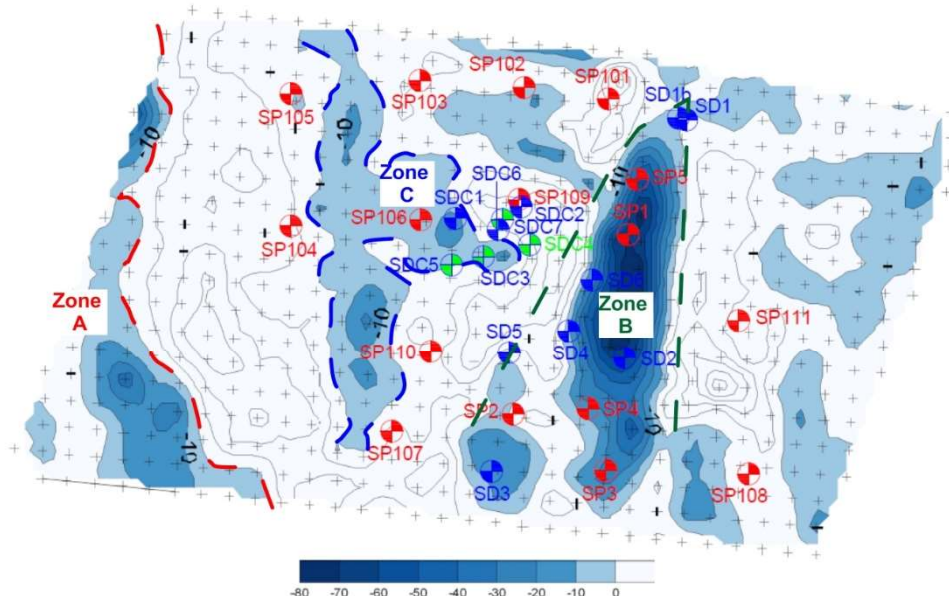 SP102
SP101
SP105
SP103
SD1b
SD1
-10
10
Zone
C
SDC6
-10
SP5
SP106
SDC1
SP109
SDC2
SDC7
SP1
SP104
SDC4
SDC5
SDC3
SD6
Zone
A
Zone
B
-10
SP111
SP110
SD5
SD4
SD2
SP2
SP4
-10
-10
SP107
SD3
SP3
SP108
-80 -70 -60 -50 -40 -30 -20 -10 0